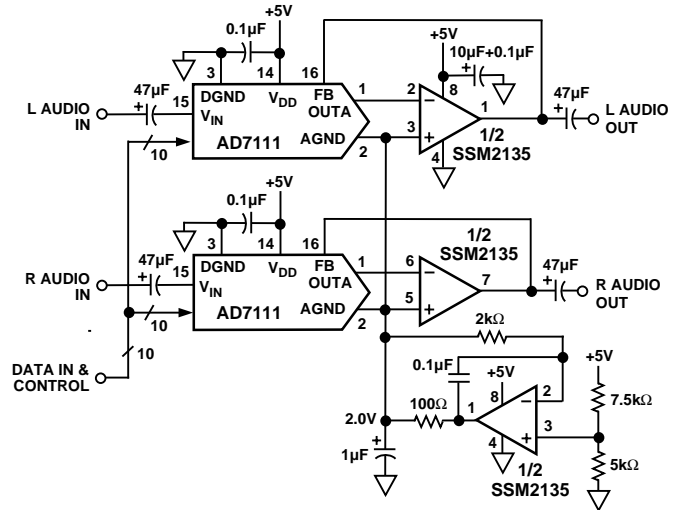 +5V
0.1µF
+5V
10µF+0.1µF
3
14
16
47µF
L AUDIO
IN
15
DGND
VDD
FB
OUTA
VIN
AGND
AD7111
1
2
10
2
3
8
1
4
1/2
SSM2135
47µF
L AUDIO
OUT
+5V
0.1µF
3
14
16
47µF
R AUDIO
IN
15
DGND
VDD
FB
OUTA
VIN
AGND
AD7111
1
2
10
1/2
SSM2135
6
5
7
47µF
R AUDIO
OUT
DATA IN &
CONTROL
10
2kΩ
0.1µF
+5V
+5V
2.0V
100Ω
1
8
2
3
4
7.5kΩ
1µF
1/2
SSM2135
5kΩ